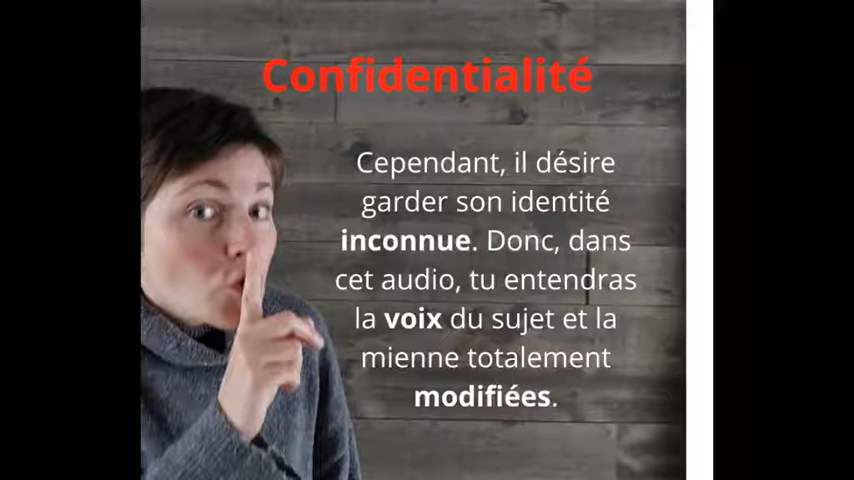 Confidentialité
Cependant, il désire
garder son identité
inconnue. Donc, dans
cet audio, tu entendras
la voix du sujet et la
mienne totalement
modifiées.